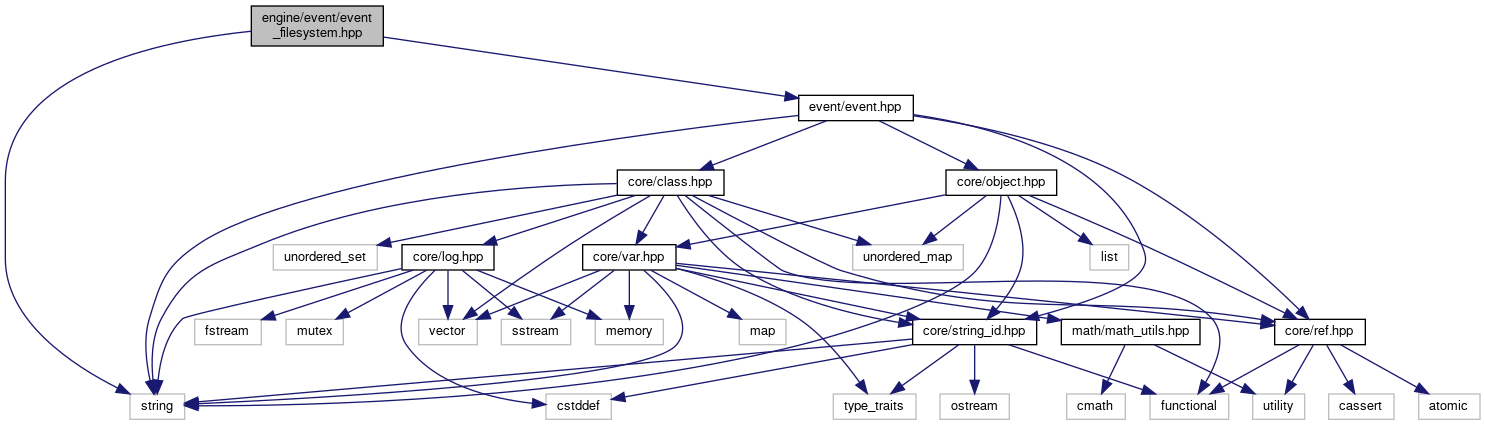 engine/event/event
_filesystem.hpp
event/event.hpp
core/class.hpp
core/object.hpp
unordered_set
core/log.hpp
core/var.hpp
unordered_map
list
fstream
mutex
vector
sstream
memory
map
core/string_id.hpp
math/math_utils.hpp
core/ref.hpp
string
cstddef
type_traits
ostream
cmath
functional
utility
cassert
atomic